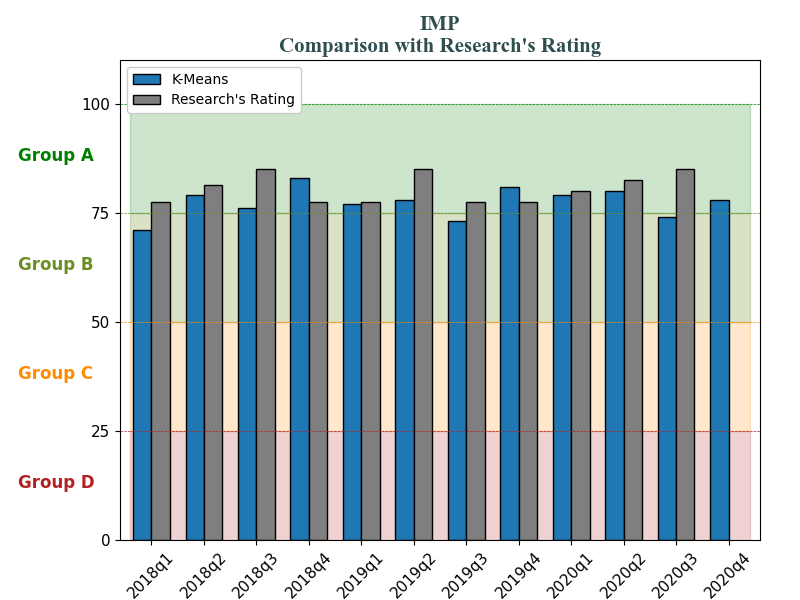 IMP
Comparison with Research's Rating
K-Means
Research's Rating
100
Group A
75
Group B
50
Group C
25
Group D
0
2018q1
2018q2
2018q3
2018q4
2019q1
2019q2
2019q3
2019q4
2020q1
2020q2
2020q3
2020q4